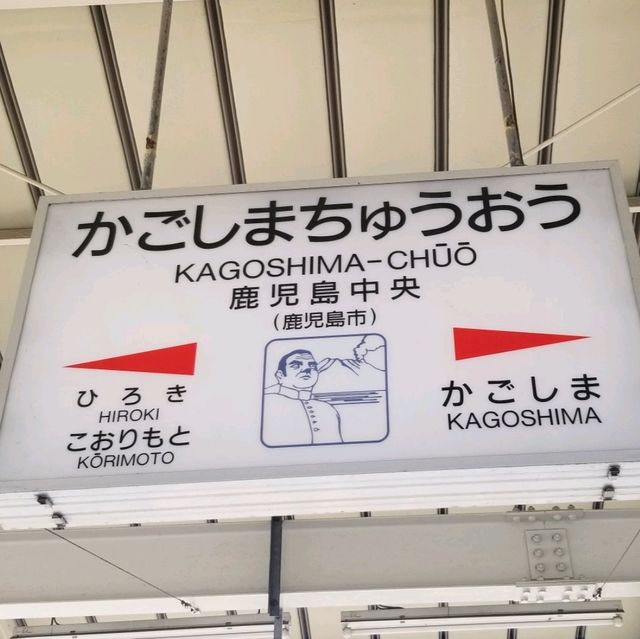 かごしまちゅうおう
KAGOSHIMA-CHŪŌ
鹿児島中央
(鹿児島市)
ひろき
HIROKI
こおりもと
KŌRIMOTO
かごしま
KAGOSHIMA